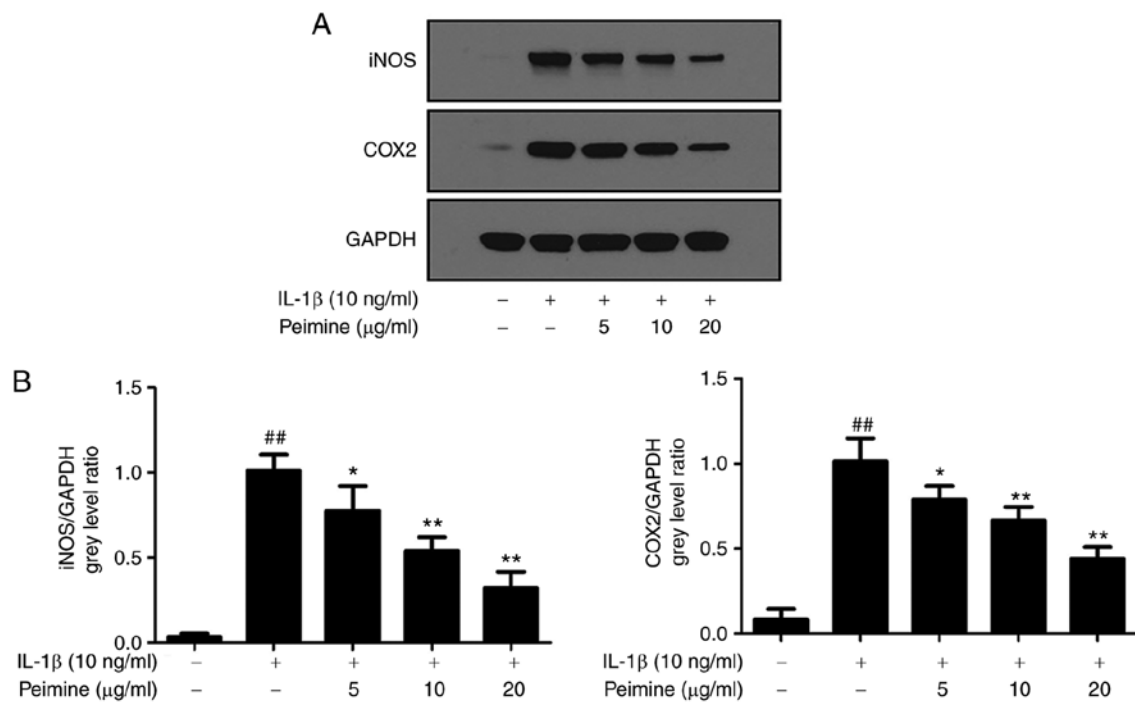 A
iNOS
COX2
GAPDH
IL-1β (10 ng/ml) – + + + +
Peimine (µg/ml) – – 5 10 20
B
1.5
1.0
0.5
0.0
iNOS/GAPDH
grey level ratio
##
*
**
**
IL-1β (10 ng/ml) – + + + +
Peimine (µg/ml) – – 5 10 20
1.5
1.0
0.5
0.0
COX2/GAPDH
grey level ratio
##
*
**
**
IL-1β (10 ng/ml) – + + + +
Peimine (µg/ml) – – 5 10 20